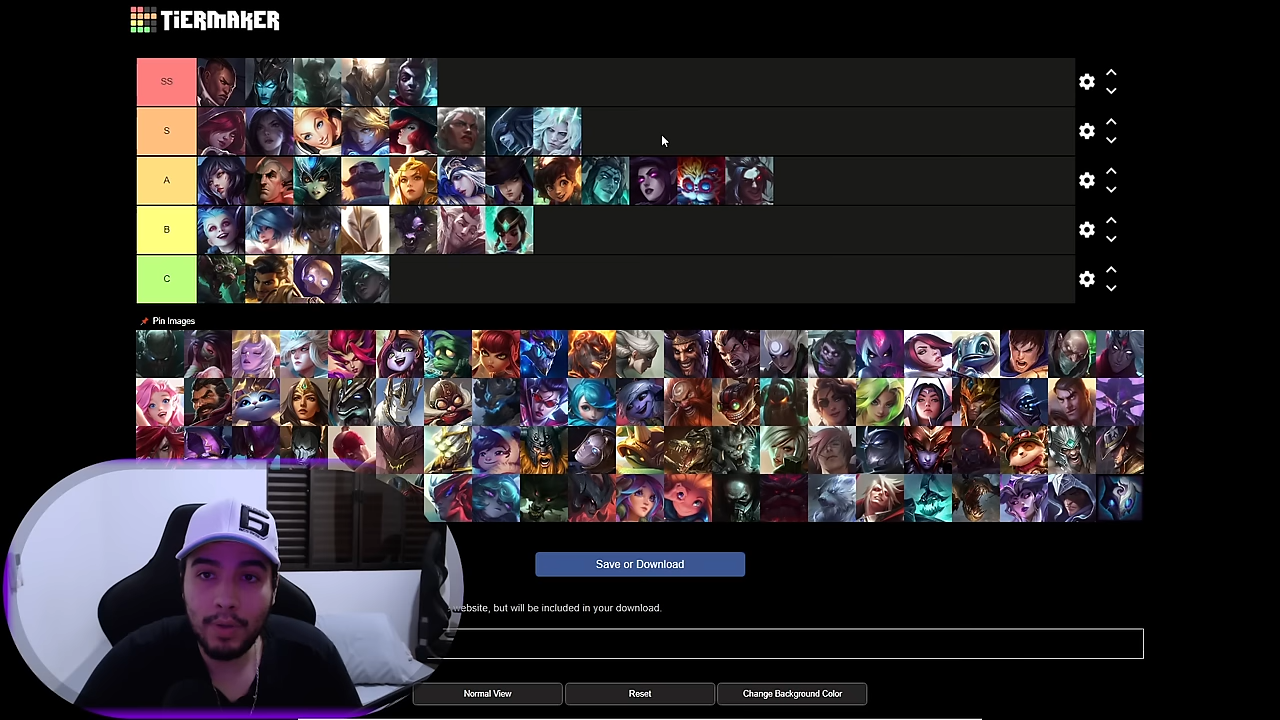 TiERMAKER
SS
S
A
B
C
Pin Images
Save or Download
website, but will be included in your download.
Normal View
Reset
Change Background Color